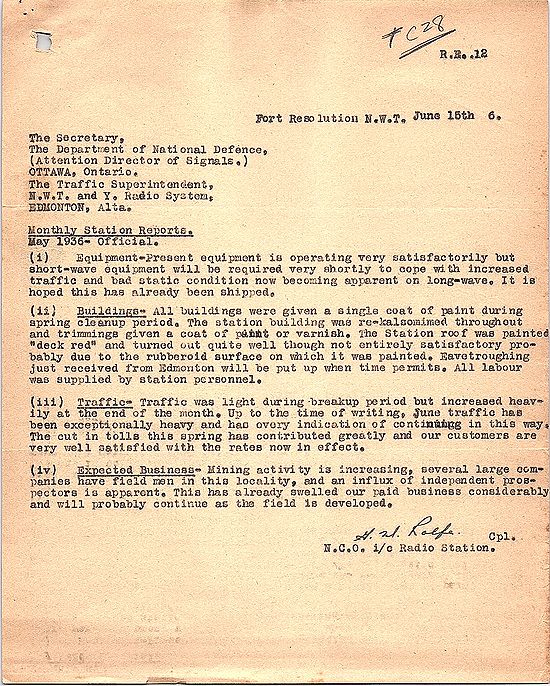 #C28
R.E..12
Fort Resolution N.W.T. June 15th 6.
The Secretary,
The Department of National Defence,
(Attention Director of Signals.)
OTTAWA, Ontario.
The Traffic Superintendent,
N.W.T. and Y. Radio System,
EDMONTON, Alta.
Monthly Station Reports.
May 1936- Official.
(i) Equipment-Present equipment is operating very satisfactorily but
short-wave equipment will be required very shortly to cope with increased
traffic and bad static condition now becoming apparent on long-wave. It is
hoped this has already been shipped.
(ii) Buildings- All buildings were given a single coat of paint during
spring cleanup period. The station building was re-kalsomined throughout
and trimmings given a coat of paint or varnish. The Station roof was painted
"deck red" and turned out quite well though not entirely satisfactory pro-
bably due to the rubberoid surface on which it was painted. Eavetroughing
just received from Edmonton will be put up when time permits. All labour
was supplied by station personnel.
(iii) Traffic- Traffic was light during breakup period but increased heav-
ily at the end of the month. Up to the time of writing, June traffic has
been exceptionally heavy and has every indication of continuing in this way.
The cut in tolls this spring has contributed greatly and our customers are
very well satisfied with the rates now in effect.
(iv) Expected Business- Mining activity is increasing, several large com-
panies have field men in this locality, and an influx of independent pros-
pectors is apparent. This has already swelled our paid business considerably
and will probably continue as the field is developed.
H. W. Rolfe. Cpl.
N.C.O. i/c Radio Station.